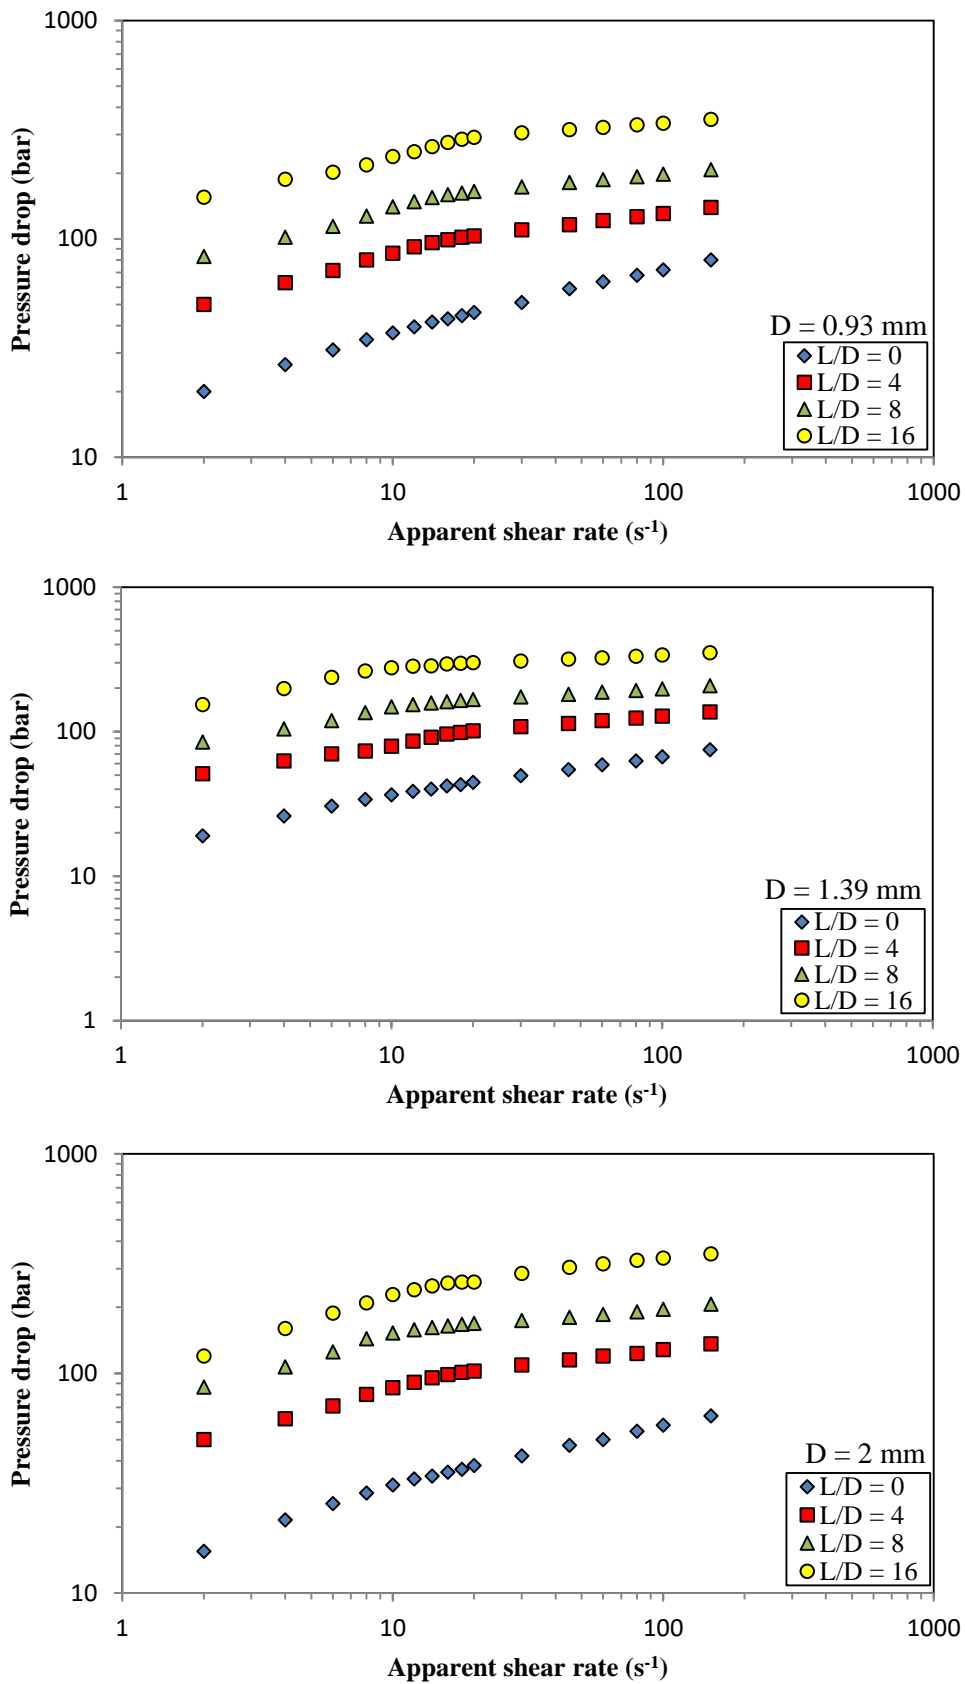 1000
100
10
Pressure drop (bar)
D = 0.93 mm
L/D = 0
L/D = 4
L/D = 8
L/D = 16
1 10 100 1000
Apparent shear rate (s-1)
1000
100
10
1
Pressure drop (bar)
D = 1.39 mm
L/D = 0
L/D = 4
L/D = 8
L/D = 16
1 10 100 1000
Apparent shear rate (s-1)
1000
100
10
Pressure drop (bar)
D = 2 mm
L/D = 0
L/D = 4
L/D = 8
L/D = 16
1 10 100 1000
Apparent shear rate (s-1)